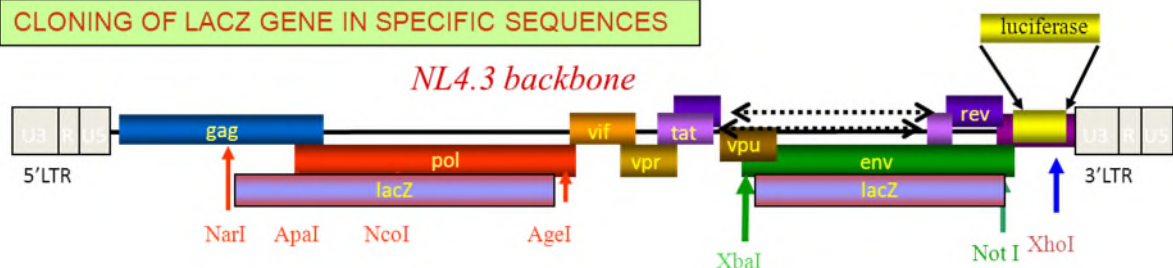 CLONING OF LACZ GENE IN SPECIFIC SEQUENCES
luciferase
NL4.3 backbone
U3 R U5
gag
vif
tat
rev
U3 R U5
5'LTR
pol
vpr
vpu
env
3'LTR
lacZ
lacZ
NarI ApaI NcoI AgeI
XbaI
Not I
XhoI